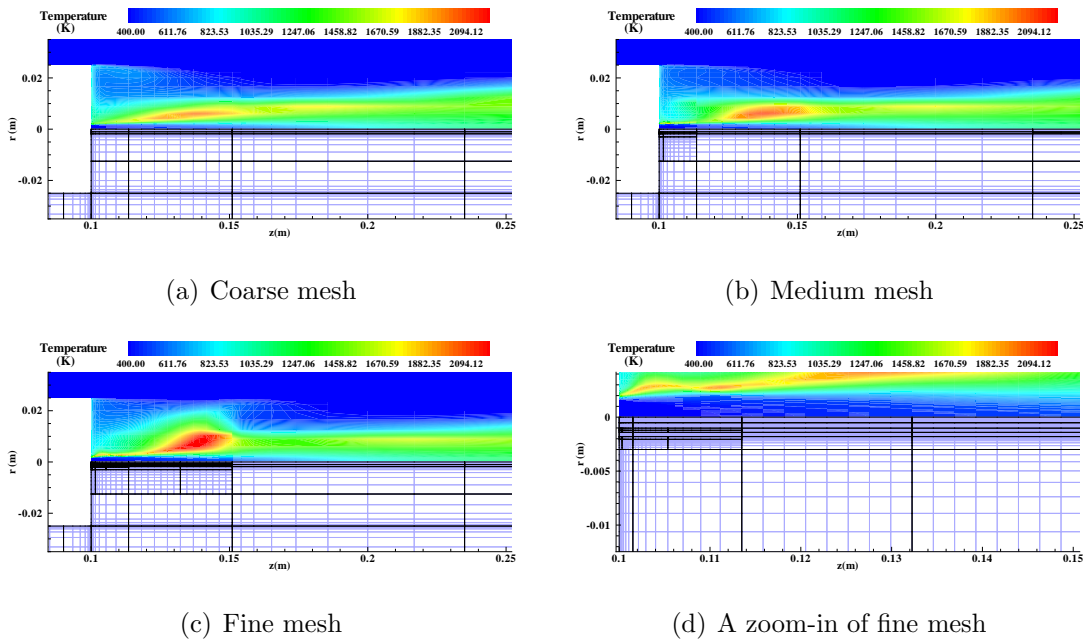 Temperature
(K)
400.00 611.76 823.53 1035.29 1247.06 1458.82 1670.59 1882.35 2094.12
0.02
0
-0.02
r (m)
0.1 0.15 0.2 0.25
z(m)
(a) Coarse mesh
Temperature
(K)
400.00 611.76 823.53 1035.29 1247.06 1458.82 1670.59 1882.35 2094.12
0.02
0
-0.02
r (m)
0.1 0.15 0.2 0.25
z(m)
(b) Medium mesh
Temperature
(K)
400.00 611.76 823.53 1035.29 1247.06 1458.82 1670.59 1882.35 2094.12
0.02
0
-0.02
r (m)
0.1 0.15 0.2 0.25
z(m)
(c) Fine mesh
Temperature
(K)
400.00 611.76 823.53 1035.29 1247.06 1458.82 1670.59 1882.35 2094.12
0
-0.005
-0.01
r (m)
0.1 0.11 0.12 0.13 0.14 0.15
z(m)
(d) A zoom-in of fine mesh